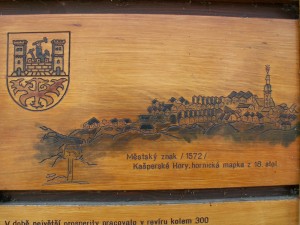 Městský znak /1572/
Kašperské Hory, hornická mapka z 18. stol.
V době největší prosperity pracovalo v revíru kolem 300